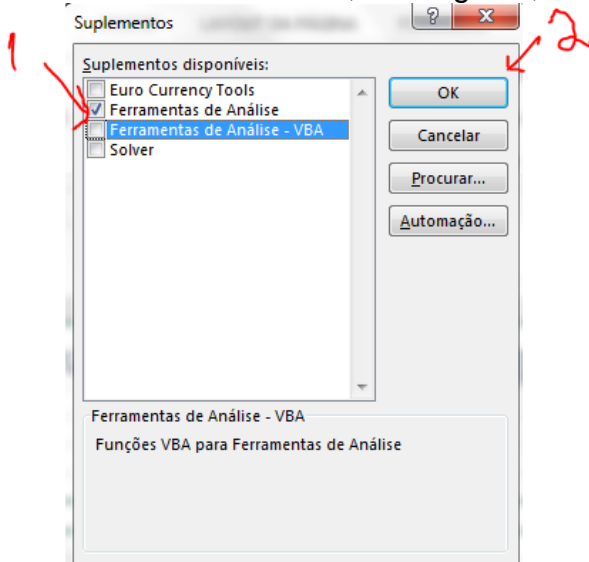 Suplementos
?
X
1
2
Suplementos disponíveis:
Euro Currency Tools
Ferramentas de Análise
Ferramentas de Análise - VBA
Solver
OK
Cancelar
Procurar...
Automação...
Ferramentas de Análise - VBA
Funções VBA para Ferramentas de Análise